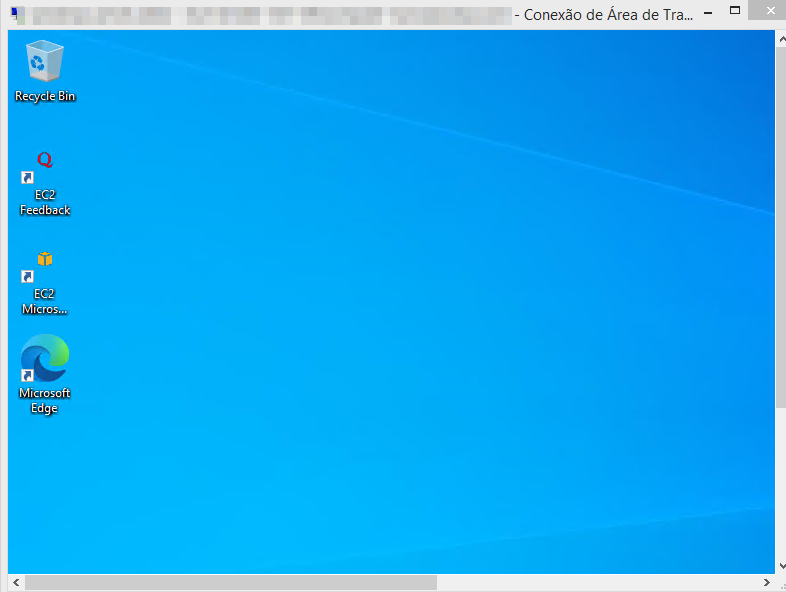 - Conexão de Área de Tra...
Recycle Bin
Q
EC2
Feedback
EC2
Micros...
Microsoft
Edge